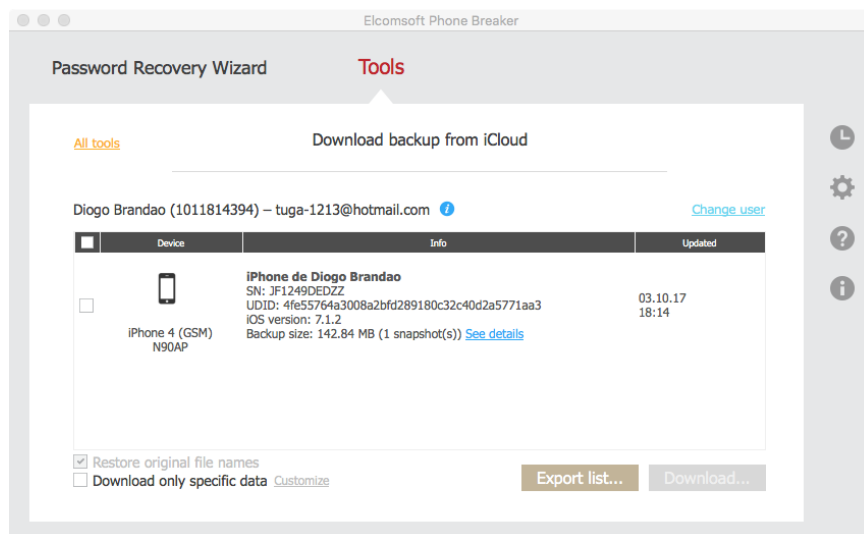 Elcomsoft Phone Breaker
Password Recovery Wizard
Tools
All tools
Download backup from iCloud
Diogo Brandao (1011814394) – tuga-1213@hotmail.com
Change user
Device
Info
Updated
iPhone 4 (GSM)
N90AP
iPhone de Diogo Brandao
SN: JF1249DEDZZ
UDID: 4fe55764a3008a2bfd289180c32c40d2a5771aa3
iOS version: 7.1.2
Backup size: 142.84 MB (1 snapshot(s)) See details
03.10.17
18:14
Restore original file names
Download only specific data Customize
Export list...
Download...